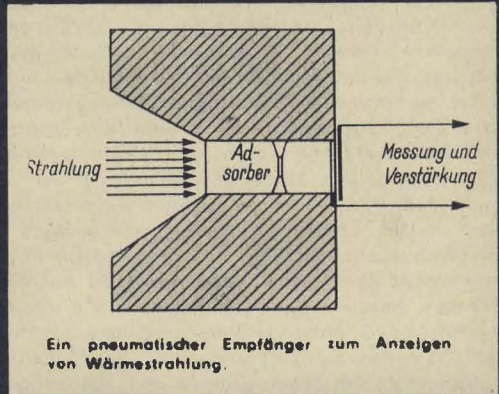 Strahlung
Ad-
sorber
Messung und
Verstärkung
Ein pneumatischer Empfänger zum Anzeigen
von Wärmestrahlung.